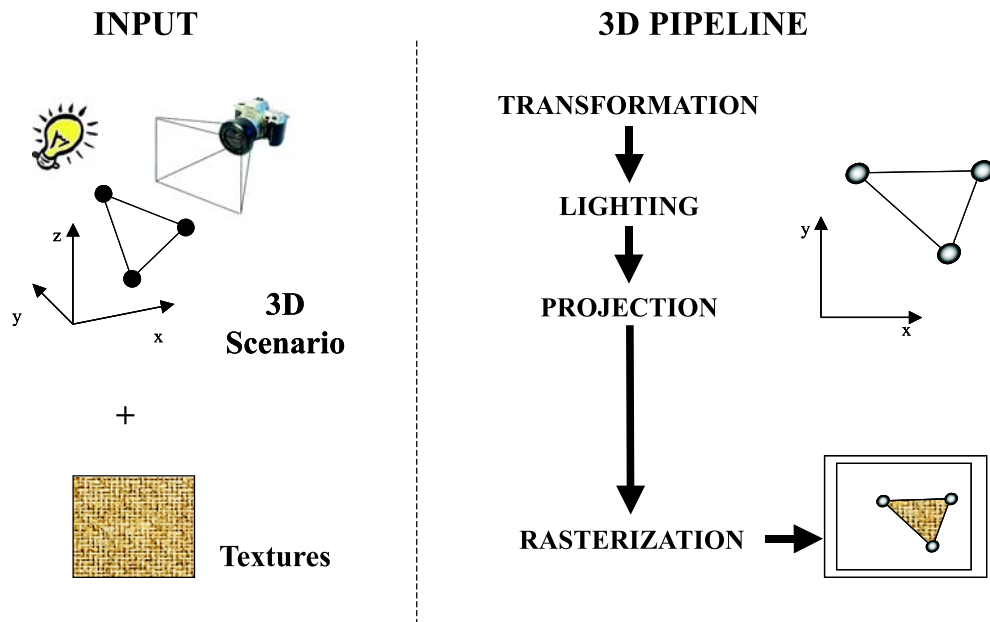 INPUT
z
y
x
3D
Scenario
+
Textures
3D PIPELINE
TRANSFORMATION
LIGHTING
PROJECTION
y
x
RASTERIZATION